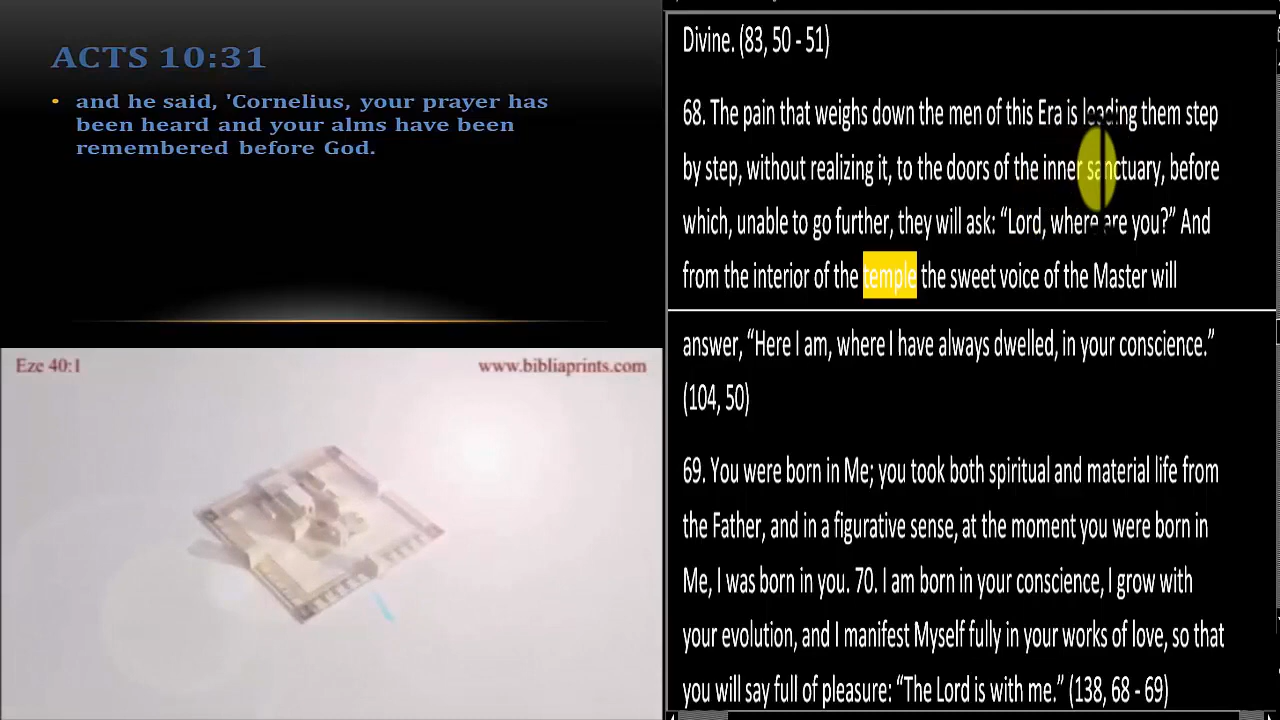 ACTS 10:31
• and he said, 'Cornelius, your prayer has
been heard and your alms have been
remembered before God.
Eze 40:1
www.bibliaprints.com
Divine. (83, 50 - 51)
68. The pain that weighs down the men of this Era is leading them step
by step, without realizing it, to the doors of the inner sanctuary, before
which, unable to go further, they will ask: “Lord, where are you?” And
from the interior of the temple the sweet voice of the Master will
answer, “Here I am, where I have always dwelled, in your conscience.”
(104, 50)
69. You were born in Me; you took both spiritual and material life from
the Father, and in a figurative sense, at the moment you were born in
Me, I was born in you. 70. I am born in your conscience, I grow with
your evolution, and I manifest Myself fully in your works of love, so that
you will say full of pleasure: “The Lord is with me.” (138, 68 - 69)